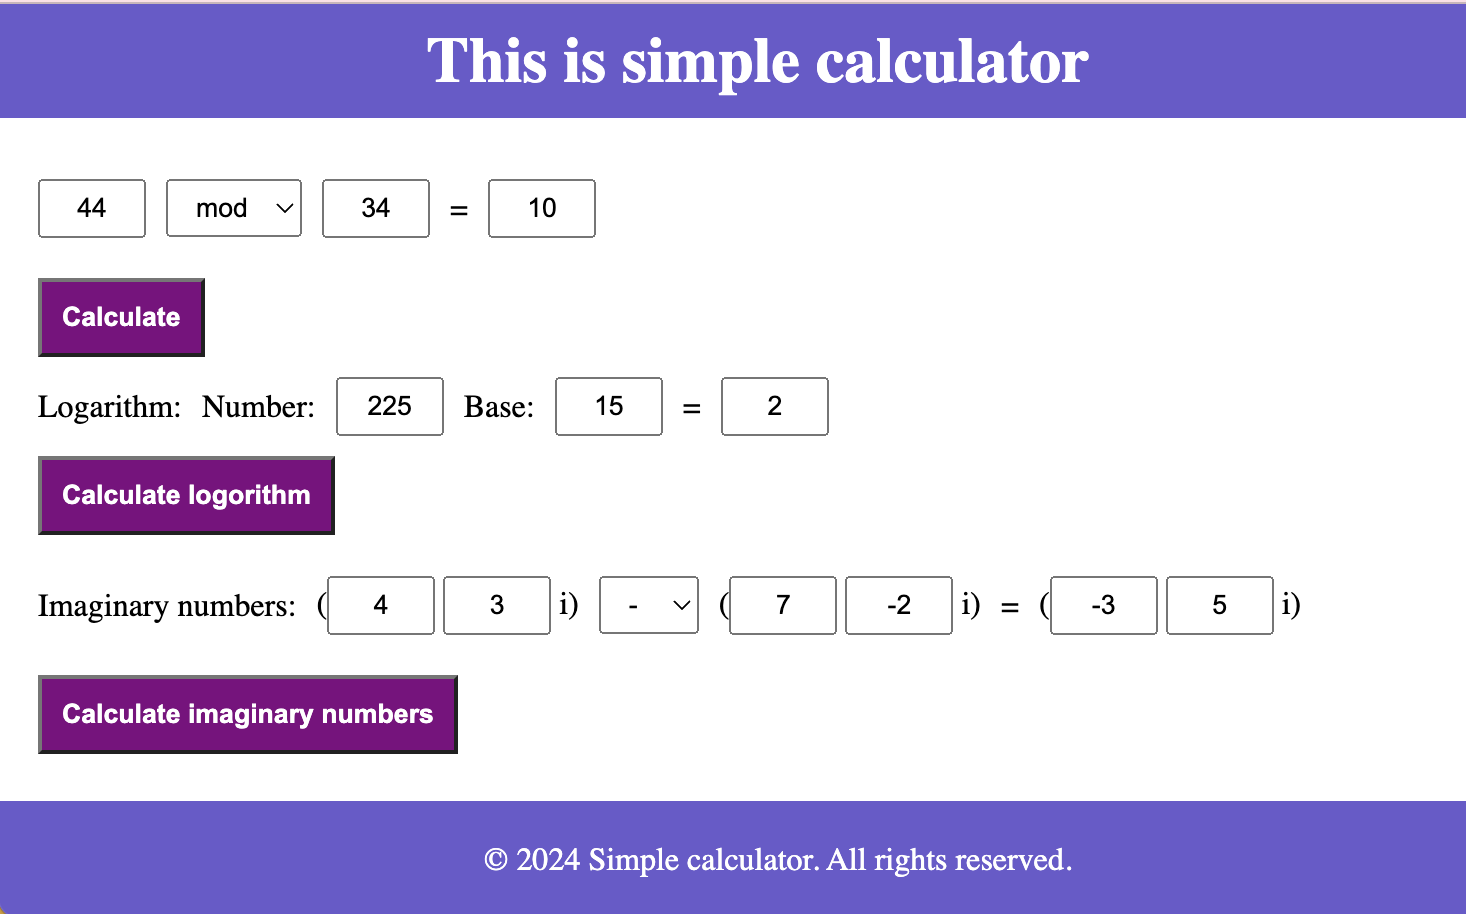 This is simple calculator
44 mod 34 = 10
Calculate
Logarithm: Number: 225 Base: 15 = 2
Calculate logorithm
Imaginary numbers: (4 3 i) - (7 -2 i) = (-3 5 i)
Calculate imaginary numbers
© 2024 Simple calculator. All rights reserved.